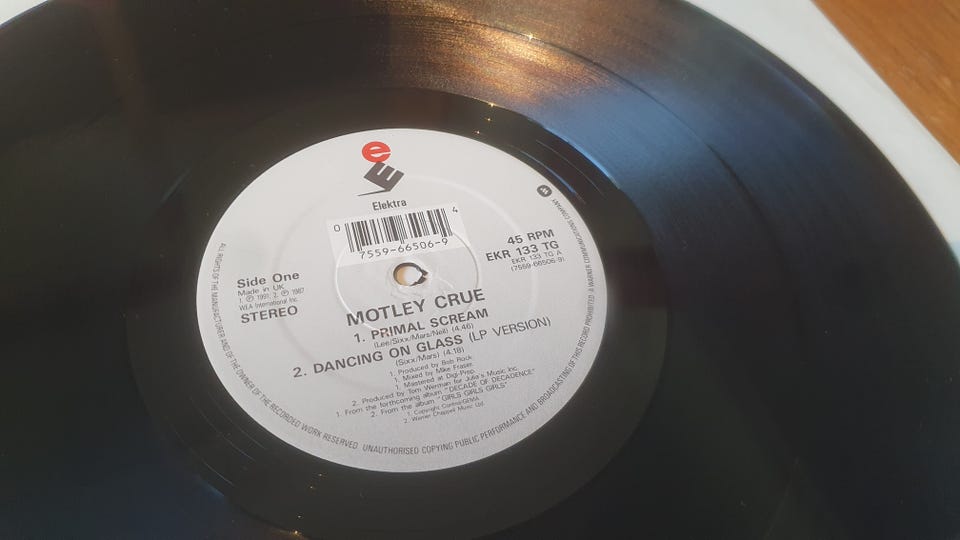 e
E
Elektra
0 4
7559-66506-9
Side One
Made in UK
1. ℗ 1991; 2. ℗ 1987
WEA International Inc.
STEREO
45 RPM
EKR 133 TG
EKR 133 TG A
(7559-66506-9)
MOTLEY CRUE
1. PRIMAL SCREAM
(Lee/Sixx/Mars/Neil) (4.46)
2. DANCING ON GLASS (LP VERSION)
(Sixx/Mars) (4.18)
1. Produced by Bob Rock
1. Mixed by Mike Fraser
1. Mastered at Digi-Prep
2. Produced by Tom Werman for Julia's Music Inc.
1. From the forthcoming album "DECADE OF DECADENCE"
2. From the album "GIRLS GIRLS GIRLS"
1. Copyright Control/GEMA
2. Warner Chappell Music Ltd.
ALL RIGHTS OF THE MANUFACTURER AND OF THE OWNER OF THE RECORDED WORK RESERVED. UNAUTHORISED COPYING PUBLIC PERFORMANCE AND BROADCASTING OF THIS RECORD PROHIBITED. A WARNER COMMUNICATIONS COMPANY